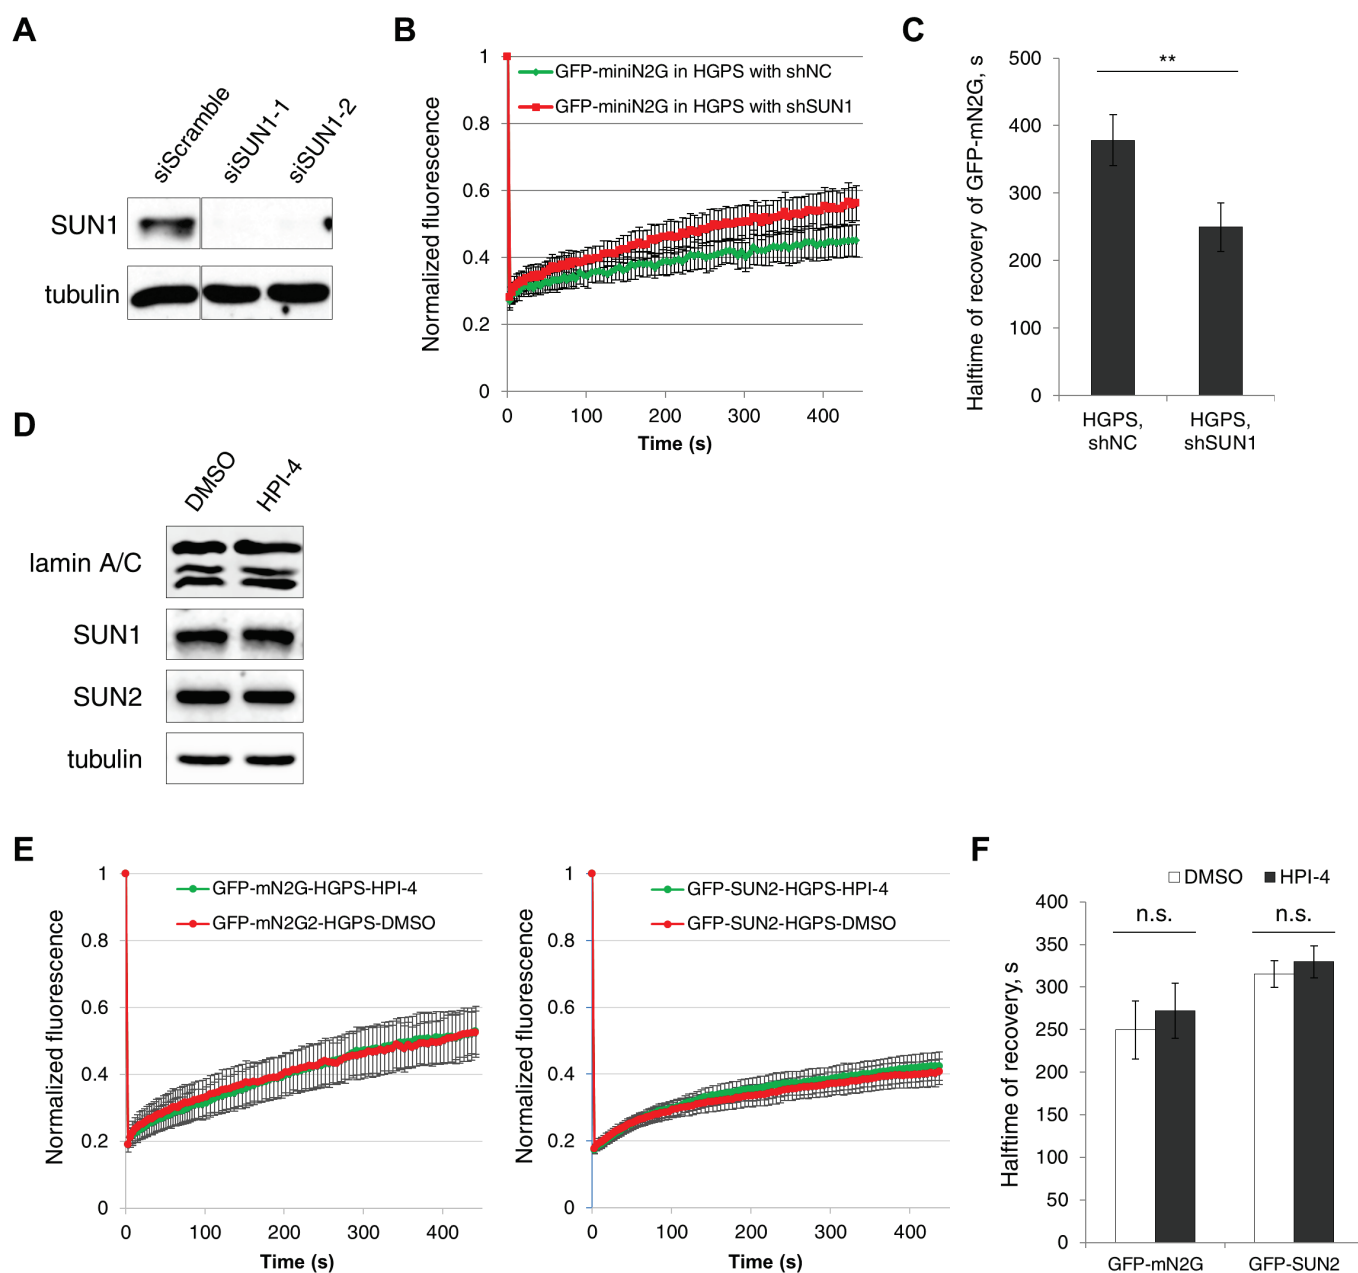 A
siScramble
siSUN1-1
siSUN1-2
SUN1
tubulin
B
Normalized fluorescence
1
0.8
0.6
0.4
0.2
0
GFP-miniN2G in HGPS with shNC
GFP-miniN2G in HGPS with shSUN1
0 100 200 300 400
Time (s)
C
Halftime of recovery of GFP-mN2G, s
500
400
300
200
100
0
**
HGPS, HGPS,
shNC shSUN1
D
DMSO
HPI-4
lamin A/C
SUN1
SUN2
tubulin
E
Normalized fluorescence
1
0.8
0.6
0.4
0.2
0
GFP-mN2G-HGPS-HPI-4
GFP-mN2G2-HGPS-DMSO
0 100 200 300 400
Time (s)
Normalized fluorescence
1
0.8
0.6
0.4
0.2
0
GFP-SUN2-HGPS-HPI-4
GFP-SUN2-HGPS-DMSO
0 100 200 300 400
Time (s)
F
DMSO HPI-4
Halftime of recovery, s
400
350
300
250
200
150
100
50
0
n.s. n.s.
GFP-mN2G GFP-SUN2